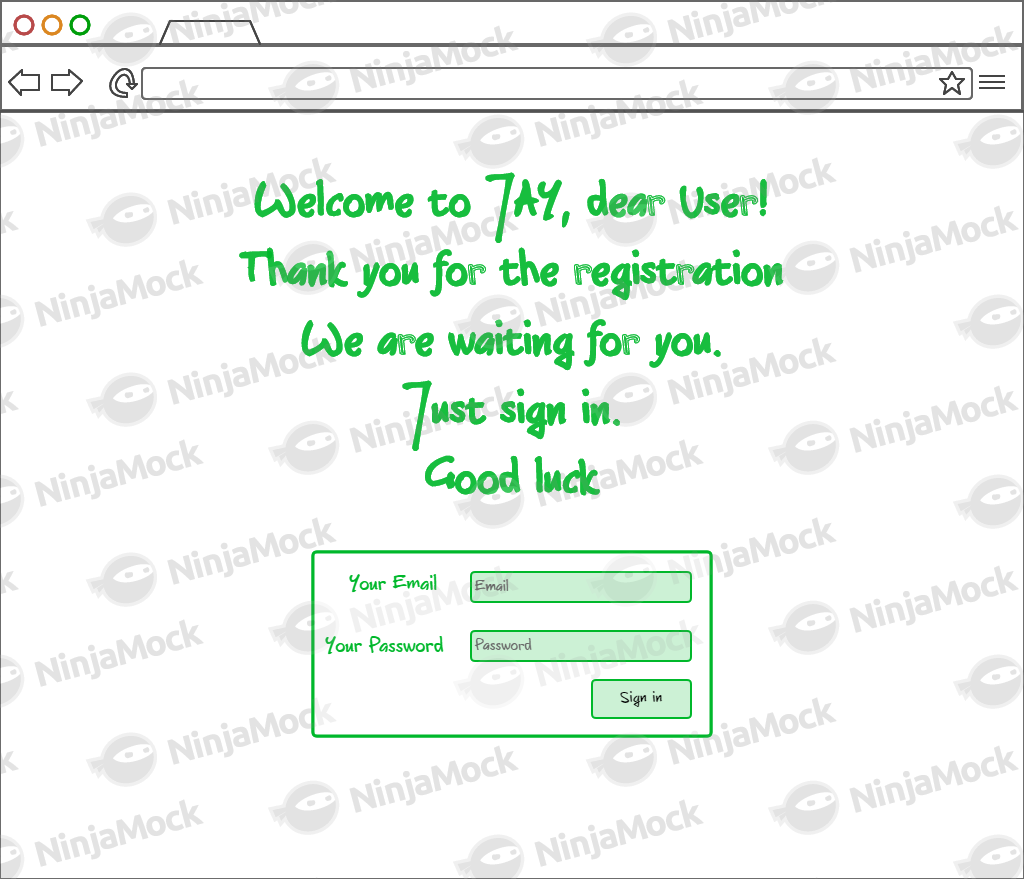 Welcome to JAY, dear User!
Thank you for the registration
We are waiting for you.
Just sign in.
Good luck
Your Email
Email
Your Password
Password
Sign in
NinjaMock